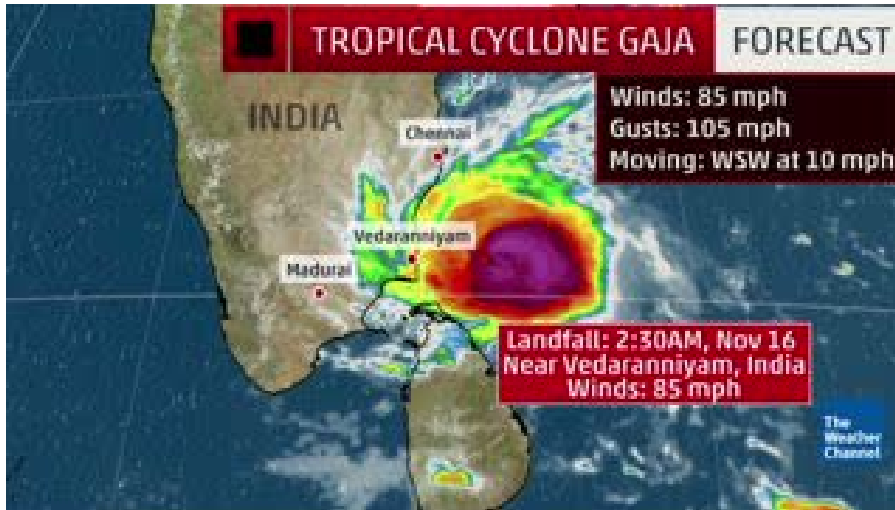 TROPICAL CYCLONE GAJA
FORECAST
Winds: 85 mph
Gusts: 105 mph
Moving: WSW at 10 mph
INDIA
Chennai
Vedaranniyam
Madurai
Landfall: 2:30AM, Nov 16
Near Vedaranniyam, India
Winds: 85 mph
The
Weather
Channel